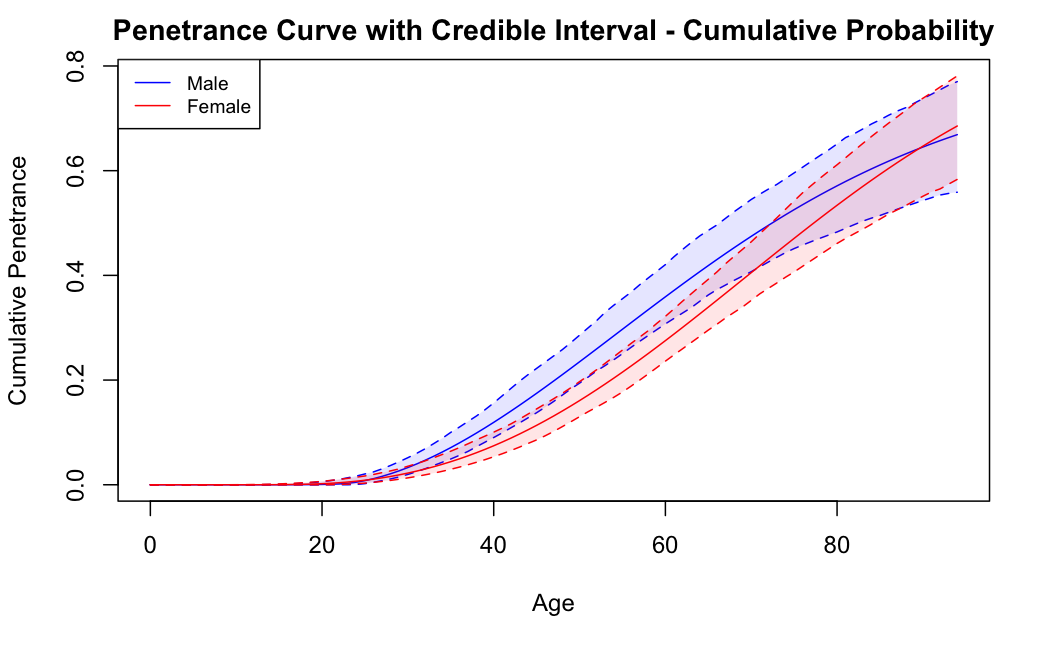 Penetrance Curve with Credible Interval - Cumulative Probability
Male
Female
Cumulative Penetrance
0.8
0.6
0.4
0.2
0.0
0 20 40 60 80
Age